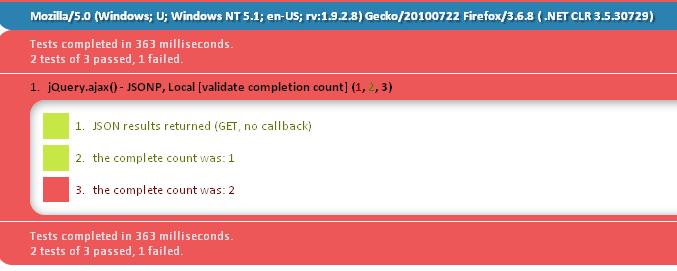 Mozilla/5.0 (Windows; U; Windows NT 5.1; en-US; rv:1.9.2.8) Gecko/20100722 Firefox/3.6.8 ( .NET CLR 3.5.30729)
Tests completed in 363 milliseconds.
2 tests of 3 passed, 1 failed.
1. jQuery.ajax() - JSONP, Local [validate completion count] (1, 2, 3)
1. JSON results returned (GET, no callback)
2. the complete count was: 1
3. the complete count was: 2
Tests completed in 363 milliseconds.
2 tests of 3 passed, 1 failed.